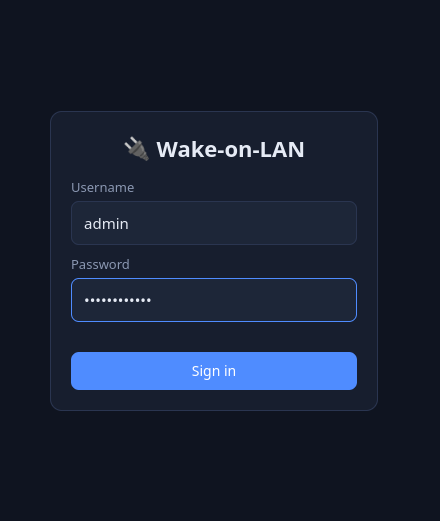 🔌 Wake-on-LAN
Username
admin
Password
••••••••••••
Sign in